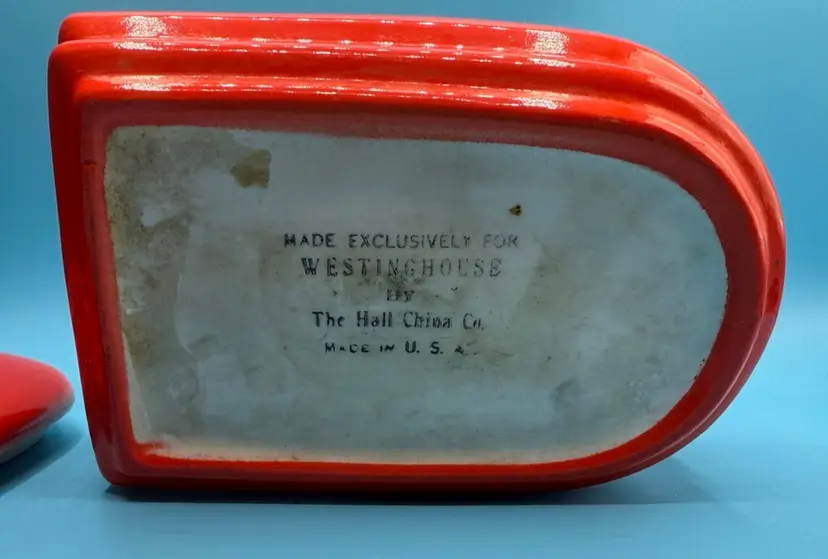 MADE EXCLUSIVELY FOR
WESTINGHOUSE
BY
The Hall China Co.
MADE IN U. S. A.